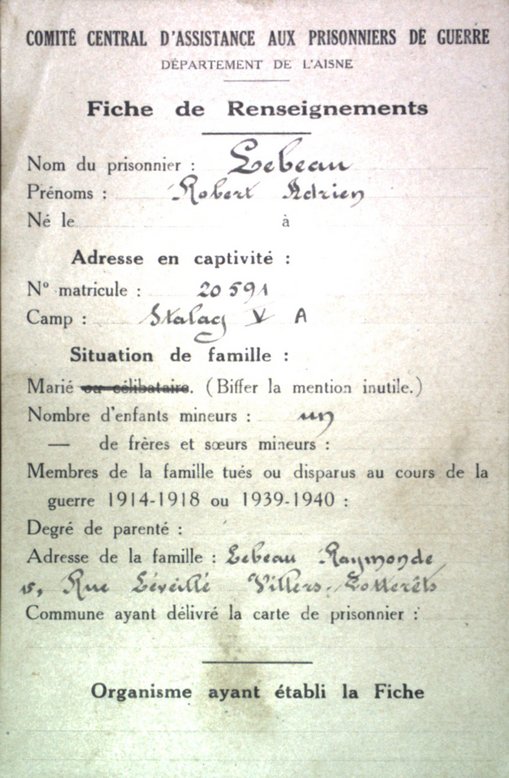 COMITÉ CENTRAL D'ASSISTANCE AUX PRISONNIERS DE GUERRE
DÉPARTEMENT DE L'AISNE
Fiche de Renseignements
Nom du prisonnier : Lebeau
Prénoms : Robert Adrien
Né le à
Adresse en captivité :
N° matricule : 20 591
Camp : Stalag V A
Situation de famille :
Marié ou célibataire. (Biffer la mention inutile.)
Nombre d'enfants mineurs : un
— de frères et sœurs mineurs :
Membres de la famille tués ou disparus au cours de la
guerre 1914-1918 ou 1939-1940 :
Degré de parenté :
Adresse de la famille : Lebeau Raymonde
15, Rue Léveillé Villers-Cotterêts
Commune ayant délivré la carte de prisonnier :
Organisme ayant établi la Fiche